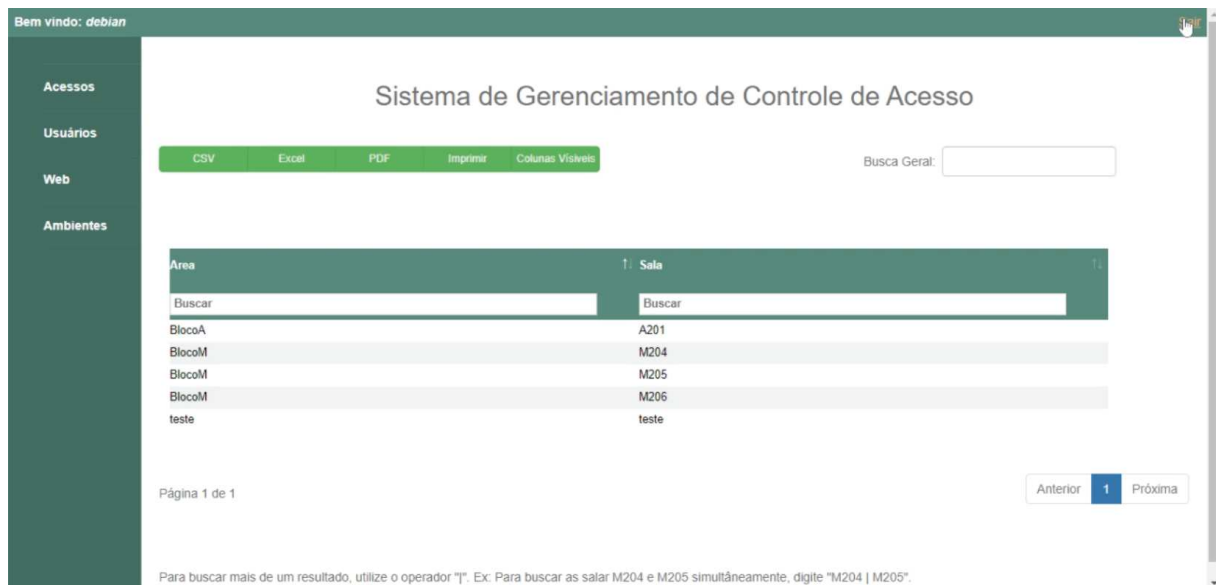 Bem vindo: debian
Sair
Acessos
Usuários
Web
Ambientes
Sistema de Gerenciamento de Controle de Acesso
CSV Excel PDF Imprimir Colunas Vísiveis
Busca Geral:
Area Sala
Buscar Buscar
BlocoA A201
BlocoM M204
BlocoM M205
BlocoM M206
teste teste
Página 1 de 1
Anterior 1 Próxima
Para buscar mais de um resultado, utilize o operador "|". Ex: Para buscar as salar M204 e M205 simultâneamente, digite "M204 | M205".